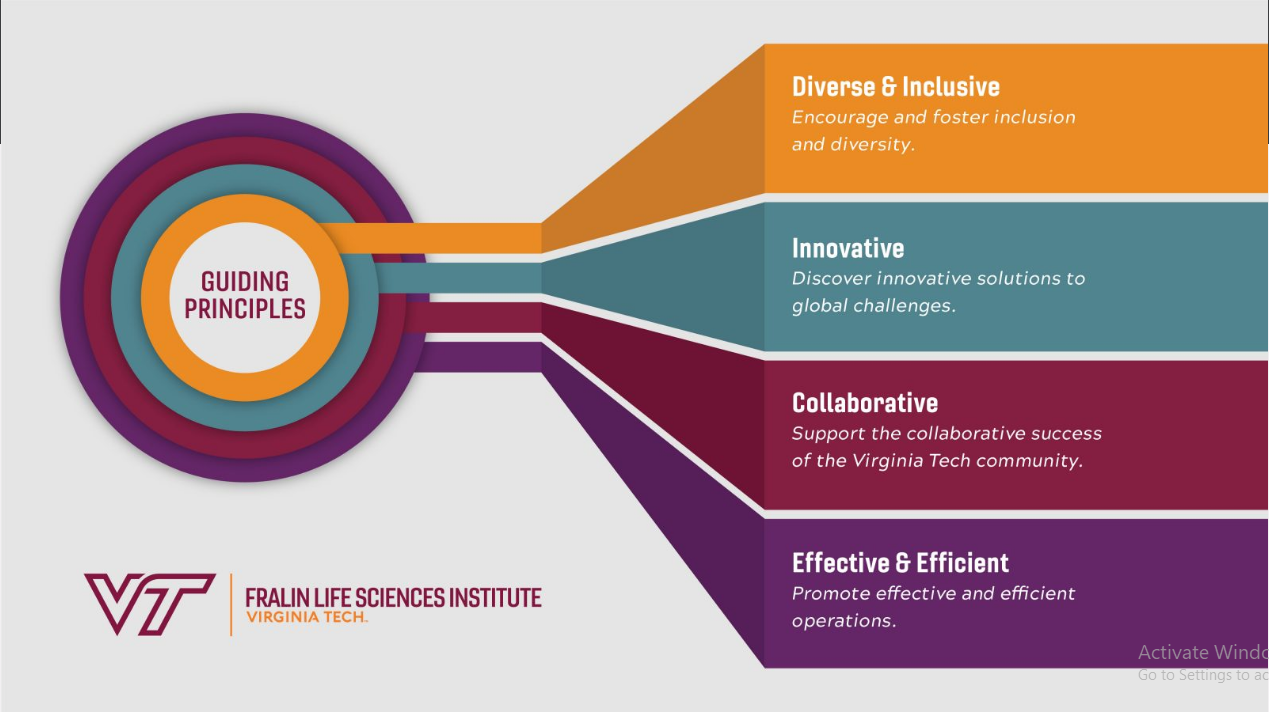 GUIDING
PRINCIPLES
Diverse & Inclusive
Encourage and foster inclusion
and diversity.
Innovative
Discover innovative solutions to
global challenges.
Collaborative
Support the collaborative success
of the Virginia Tech community.
Effective & Efficient
Promote effective and efficient
operations.
VT
FRALIN LIFE SCIENCES INSTITUTE
VIRGINIA TECH.
Activate
Go to Settings to